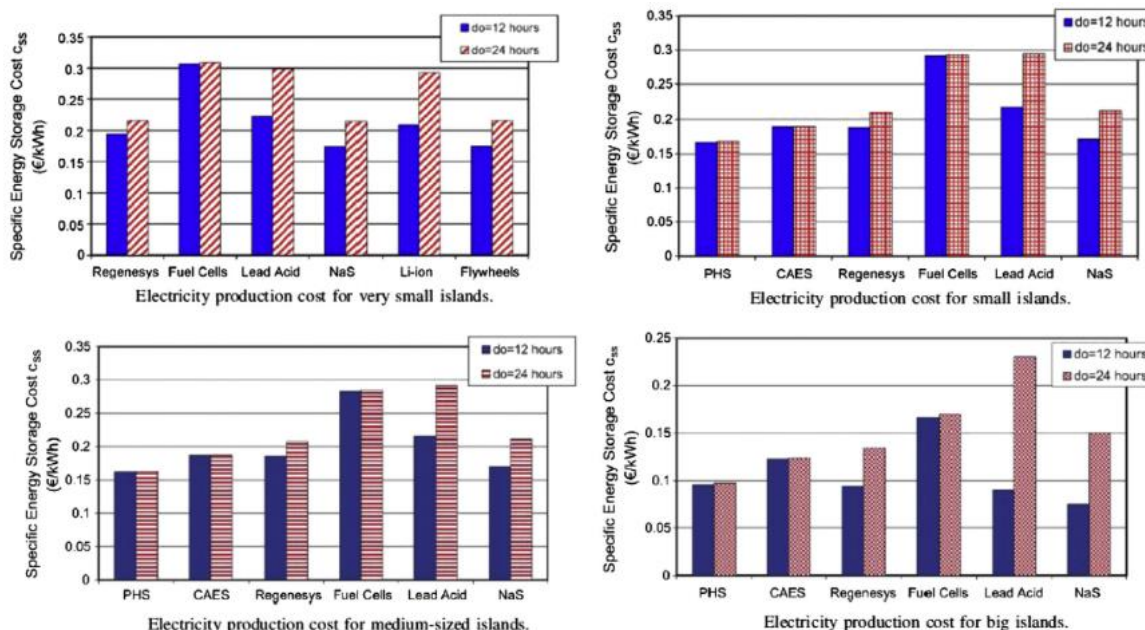 Specific Energy Storage Cost c_ss
(€/kWh)
0.35
0.3
0.25
0.2
0.15
0.1
0.05
0
do=12 hours
do=24 hours
Regenesys Fuel Cells Lead Acid NaS Li-ion Flywheels
Electricity production cost for very small islands.
Specific Energy Storage Cost c_ss
(€/kWh)
0.35
0.3
0.25
0.2
0.15
0.1
0.05
0
do=12 hours
do=24 hours
PHS CAES Regenesys Fuel Cells Lead Acid NaS
Electricity production cost for small islands.
Specific Energy Storage Cost c_ss
(€/kWh)
0.35
0.3
0.25
0.2
0.15
0.1
0.05
0
do=12 hours
do=24 hours
PHS CAES Regenesys Fuel Cells Lead Acid NaS
Electricity production cost for medium-sized islands.
Specific Energy Storage Cost c_ss
(€/kWh)
0.25
0.2
0.15
0.1
0.05
0
do=12 hours
do=24 hours
PHS CAES Regenesys Fuel Cells Lead Acid NaS
Electricity production cost for big islands.